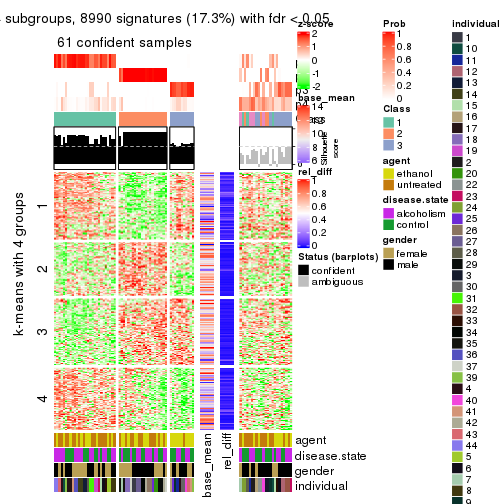 subgroups, 8990 signatures (17.3%) with fdr < 0.05
61 confident samples
k-means with 4 groups
1
2
3
4
Silhouette
score
agent
disease.state
gender
individual
base_mean
rel_diff
z-score
2
1
0
-1
-2
base_mean
14
12
10
8
6
rel_diff
1
0.8
0.6
0.4
0.2
0
Status (barplots)
confident
ambiguous
Prob
1
0.8
0.6
0.4
0.2
0
Class
1
2
3
agent
ethanol
untreated
disease.state
alcoholism
control
gender
female
male
individual
1
10
11
12
13
14
15
16
17
18
19
2
20
22
23
24
25
26
27
28
29
3
30
31
32
33
34
35
36
37
39
4
40
41
42
43
44
5
6
7
8
9